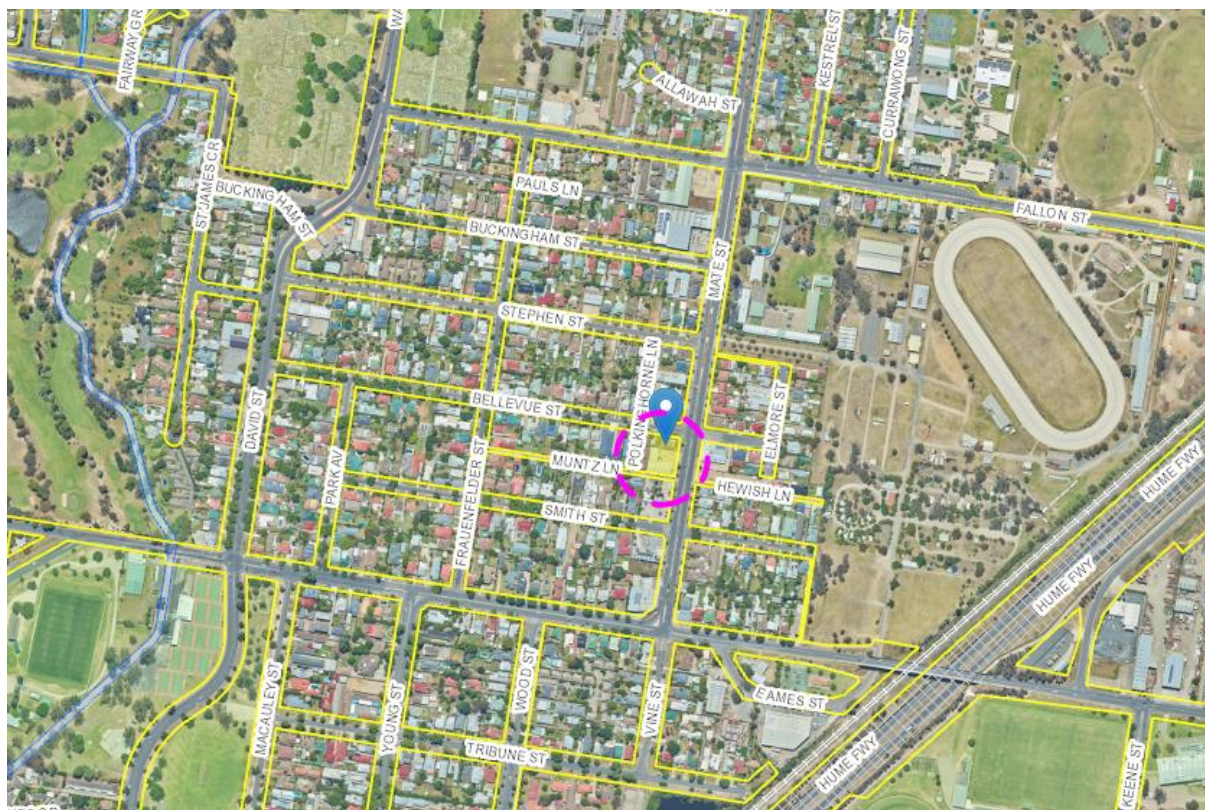 FAIRWAY GR
WA
ALLAWAH ST
KESTREL ST
CURRAWONG ST
ST JAMES CR
BUCKINGHAM ST
PAULS LN
BUCKINGHAM ST
FALLON ST
MATE ST
STEPHEN ST
POLKINGHORNE LN
DAVID ST
BELLEVUE ST
ELMORE ST
PARK AV
FRAUENFELDER ST
MUNTZ LN
HEWISH LN
SMITH ST
HUME FWY
HUME FWY
MACAULEY ST
YOUNG ST
WOOD ST
VINE ST
EAMES ST
TRIBUNE ST
HUME FWY
KEENE ST